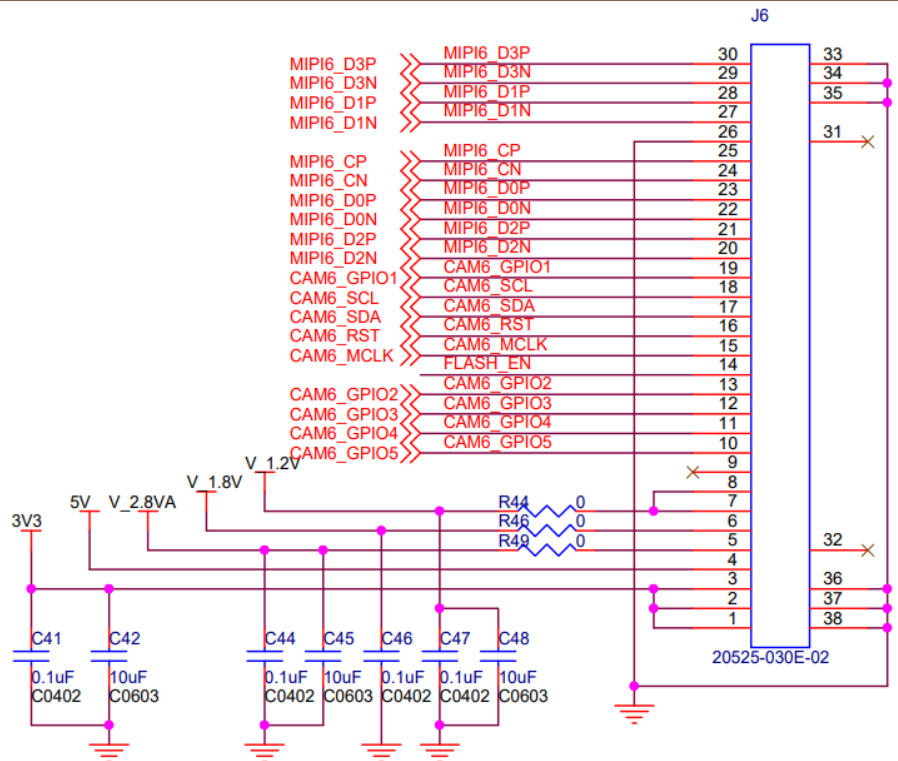 J6
MIPI6_D3P MIPI6_D3P 30 33
MIPI6_D3N MIPI6_D3N 29 34
MIPI6_D1P MIPI6_D1P 28 35
MIPI6_D1N MIPI6_D1N 27
26 31
MIPI6_CP MIPI6_CP 25
MIPI6_CN MIPI6_CN 24
MIPI6_D0P MIPI6_D0P 23
MIPI6_D0N MIPI6_D0N 22
MIPI6_D2P MIPI6_D2P 21
MIPI6_D2N MIPI6_D2N 20
CAM6_GPIO1 CAM6_GPIO1 19
CAM6_SCL CAM6_SCL 18
CAM6_SDA CAM6_SDA 17
CAM6_RST CAM6_RST 16
CAM6_MCLK CAM6_MCLK 15
FLASH_EN 14
CAM6_GPIO2 CAM6_GPIO2 13
CAM6_GPIO3 CAM6_GPIO3 12
CAM6_GPIO4 CAM6_GPIO4 11
CAM6_GPIO5 CAM6_GPIO5 10
V_1.2V 9
V_1.8V 8
5V V_2.8VA R44 0 7
3V3 R46 0 6
R49 0 5 32
4
3 36
2 37
1 38
C41 C42 C44 C45 C46 C47 C48
20525-030E-02
0.1uF 10uF 0.1uF 10uF 0.1uF 0.1uF 10uF
C0402 C0603 C0402 C0603 C0402 C0402 C0603